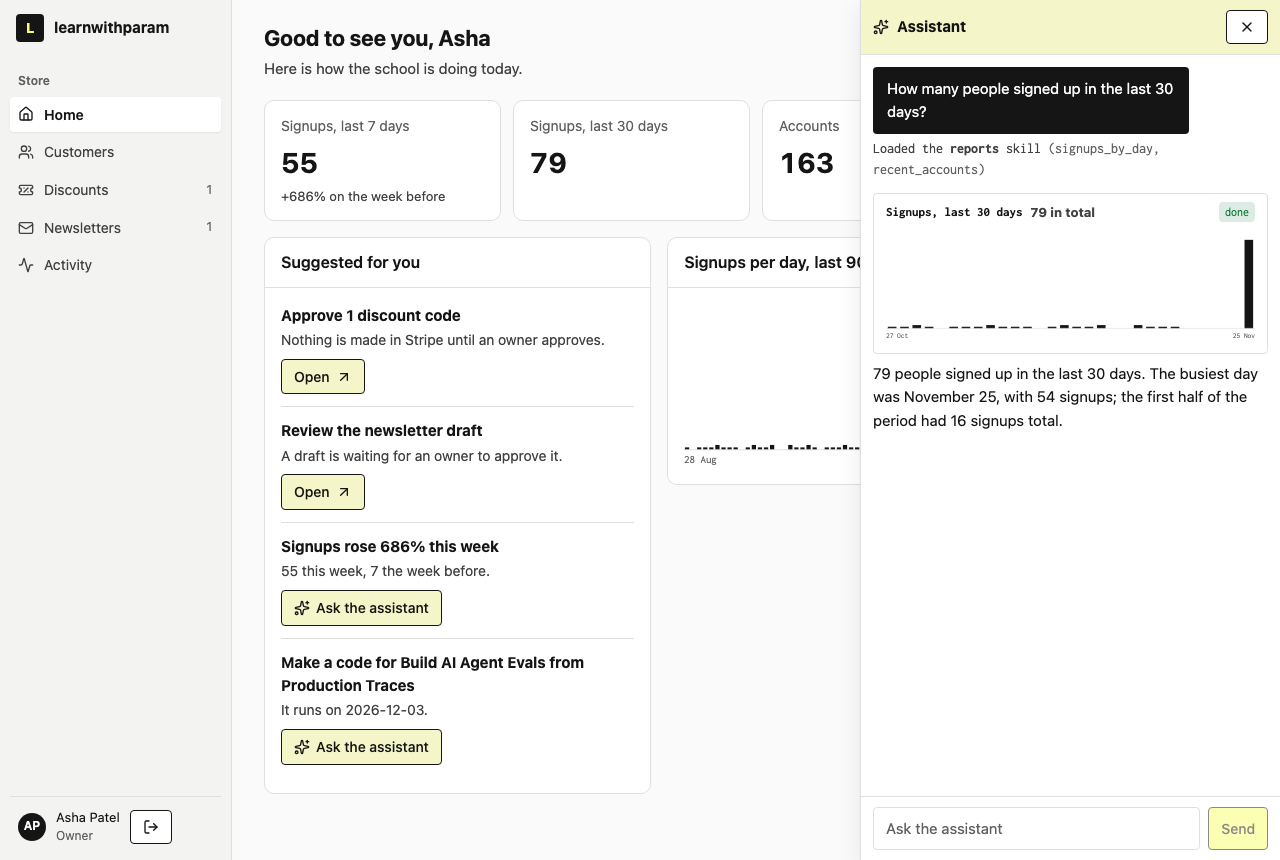 L learnwithparam
Store
Home
Customers
Discounts 1
Newsletters 1
Activity
AP Asha Patel
Owner
Good to see you, Asha
Here is how the school is doing today.
Signups, last 7 days
55
+686% on the week before
Signups, last 30 days
79
Accounts
163
Suggested for you
Approve 1 discount code
Nothing is made in Stripe until an owner approves.
Open
Review the newsletter draft
A draft is waiting for an owner to approve it.
Open
Signups rose 686% this week
55 this week, 7 the week before.
Ask the assistant
Make a code for Build AI Agent Evals from
Production Traces
It runs on 2026-12-03.
Ask the assistant
Signups per day, last 90
28 Aug
Assistant
How many people signed up in the last 30
days?
Loaded the reports skill (signups_by_day,
recent_accounts)
Signups, last 30 days 79 in total done
27 Oct 25 Nov
79 people signed up in the last 30 days. The busiest day
was November 25, with 54 signups; the first half of the
period had 16 signups total.
Ask the assistant Send